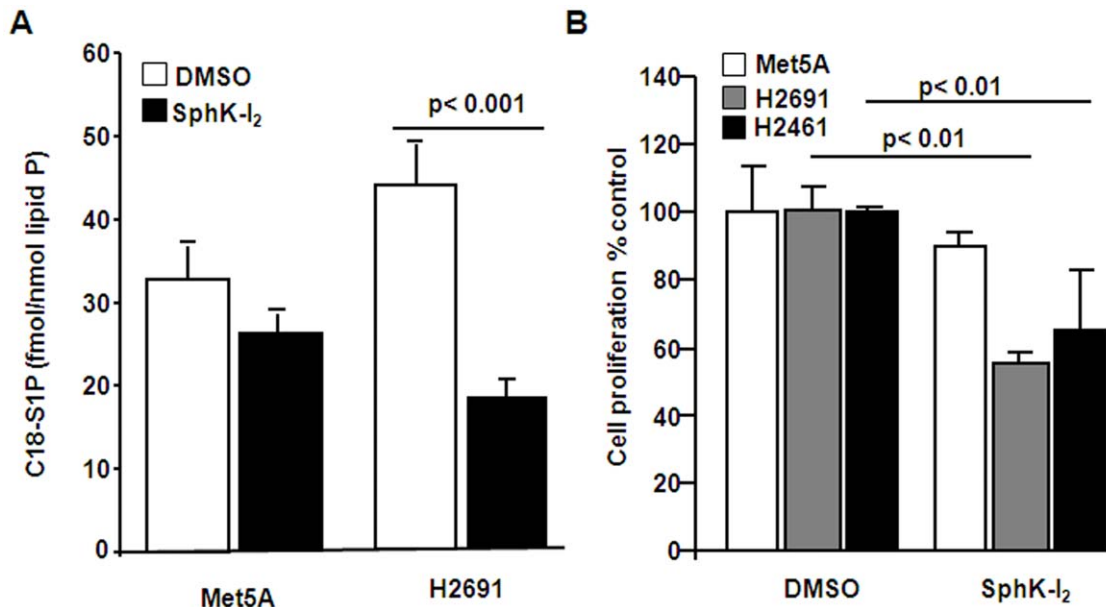 A
C18-S1P (fmol/nmol lipid P)
60
50
40
30
20
10
0
DMSO
SphK-I₂
p< 0.001
Met5A
H2691
B
Cell proliferation % control
140
120
100
80
60
40
20
0
Met5A
H2691
H2461
p< 0.01
p< 0.01
DMSO
SphK-I₂